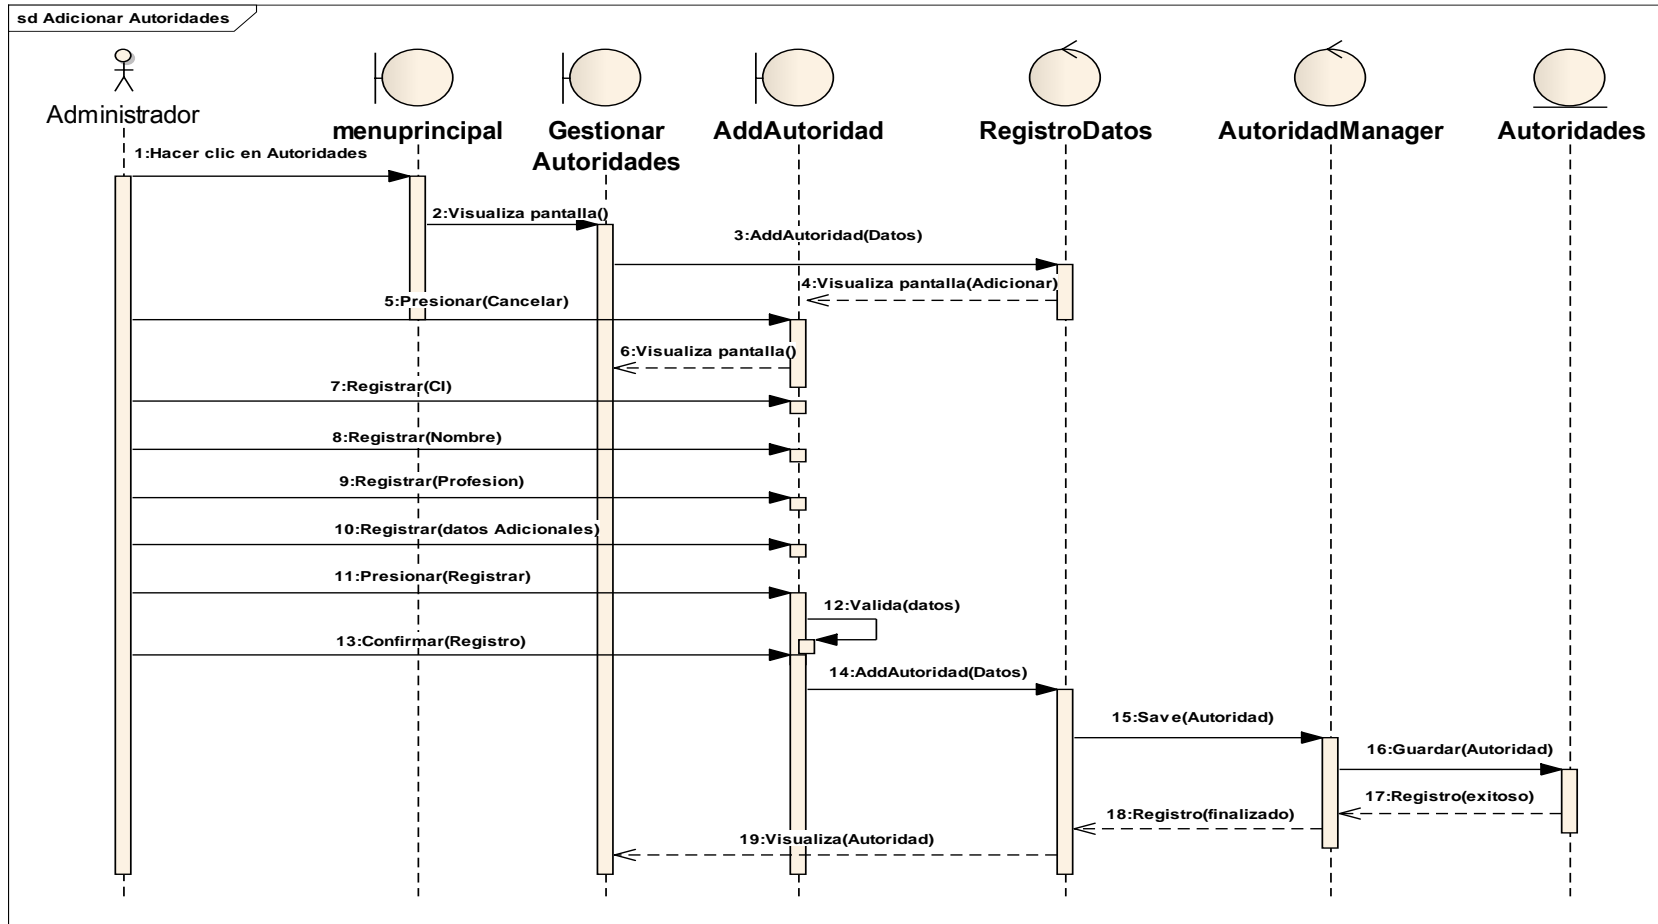 sd Adicionar Autoridades
Administrador
menuprincipal
Gestionar
Autoridades
AddAutoridad
RegistroDatos
AutoridadManager
Autoridades
1:Hacer clic en Autoridades
2:Visualiza pantalla()
3:AddAutoridad(Datos)
4:Visualiza pantalla(Adicionar)
5:Presionar(Cancelar)
6:Visualiza pantalla()
7:Registrar(CI)
8:Registrar(Nombre)
9:Registrar(Profesion)
10:Registrar(datos Adicionales)
11:Presionar(Registrar)
12:Valida(datos)
13:Confirmar(Registro)
14:AddAutoridad(Datos)
15:Save(Autoridad)
16:Guardar(Autoridad)
17:Registro(exitoso)
18:Registro(finalizado)
19:Visualiza(Autoridad)